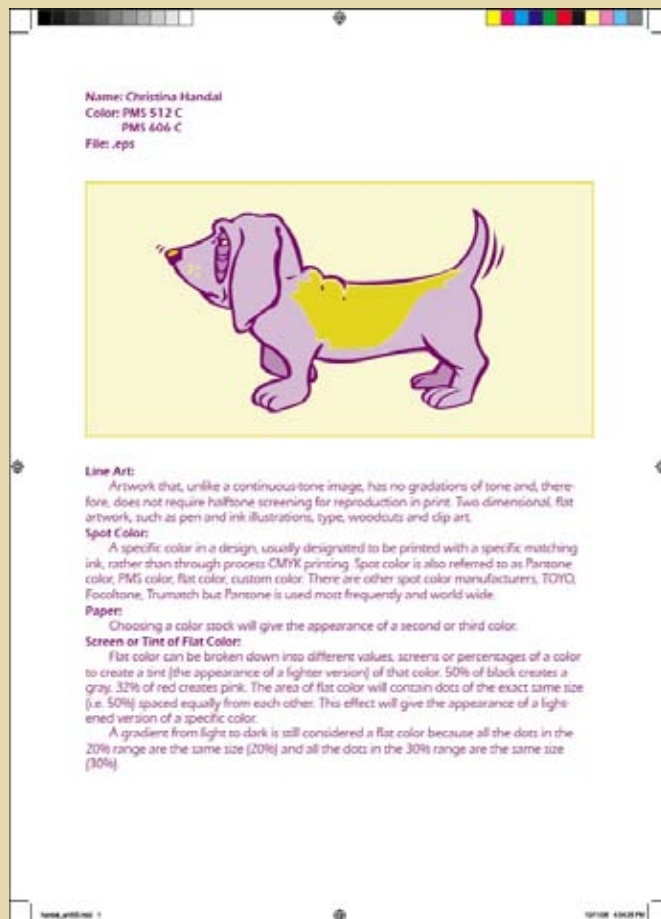 Name: Christina Handal
Color: PMS 512 C
PMS 606 C
File: .eps
Line Art:
Artwork that, unlike a continuous-tone image, has no gradations of tone and, there-
fore, does not require halftone screening for reproduction in print. Two dimensional, flat
artwork, such as pen and ink illustrations, type, woodcuts and clip art.
Spot Color:
A specific color in a design, usually designated to be printed with a specific matching
ink, rather than through process CMYK printing. Spot color is also referred to as Pantone
color, PMS color, flat color, custom color. There are other spot color manufacturers, TOYO,
Focoltone, Trumatch but Pantone is used most frequently and world wide.
Paper:
Choosing a color stock will give the appearance of a second or third color.
Screen or Tint of Flat Color:
Flat color can be broken down into different values, screens or percentages of a color
to create a tint (the appearance of a lighter version) of that color. 50% of black creates a
gray. 32% of red creates pink. The area of flat color will contain dots of the exact same size
(i.e. 50%) spaced equally from each other. This effect will give the appearance of a light-
ened version of a specific color.
A gradient from light to dark is still considered a flat color because all the dots in the
20% range are the same size (20%) and all the dots in the 30% range are the same size
(30%).